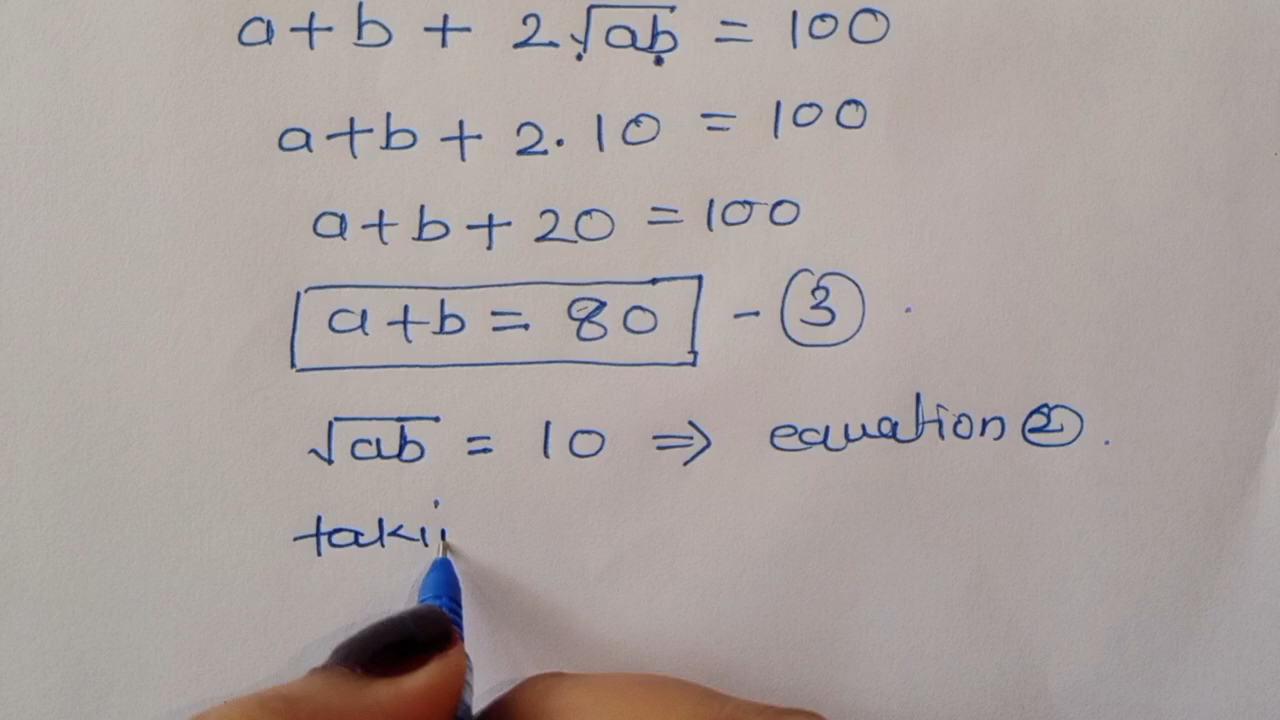 a+b + 2√ab = 100
a+b + 2.10 = 100
a+b+20 = 100
a+b = 80 - ③
√ab = 10 ⇒ equation ②.
taki